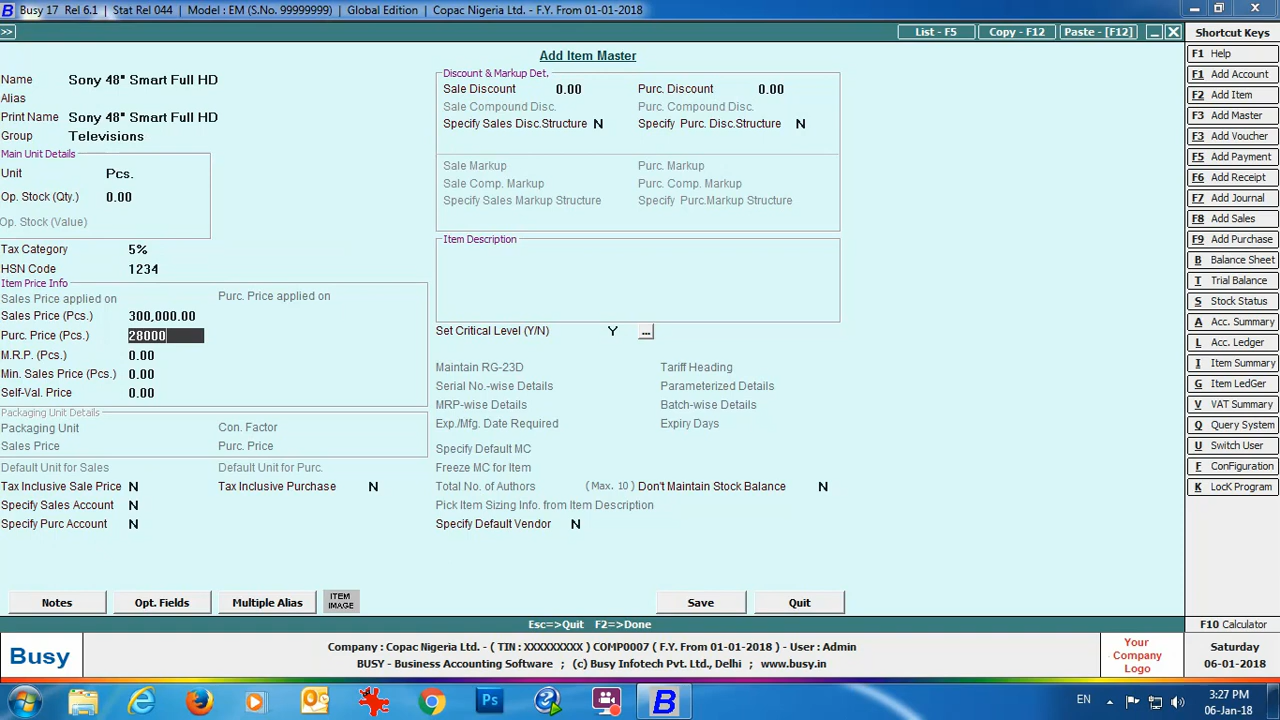 Busy 17 Rel 6.1 | Stat Rel 044 | Model : EM (S.No. 99999999) | Global Edition | Copac Nigeria Ltd. - F.Y. From 01-01-2018
>> List - F5 Copy - F12 Paste - [F12]
Shortcut Keys
Add Item Master
Name Sony 48" Smart Full HD
Alias
Print Name Sony 48" Smart Full HD
Group Televisions
Main Unit Details
Unit Pcs.
Op. Stock (Qty.) 0.00
Op. Stock (Value)
Tax Category 5%
HSN Code 1234
Item Price Info
Sales Price applied on Purc. Price applied on
Sales Price (Pcs.) 300,000.00
Purc. Price (Pcs.) 28000
M.R.P. (Pcs.) 0.00
Min. Sales Price (Pcs.) 0.00
Self-Val. Price 0.00
Packaging Unit Details
Packaging Unit Con. Factor
Sales Price Purc. Price
Default Unit for Sales Default Unit for Purc.
Tax Inclusive Sale Price N Tax Inclusive Purchase N
Specify Sales Account N
Specify Purc Account N
Discount & Markup Det.
Sale Discount 0.00 Purc. Discount 0.00
Sale Compound Disc. Purc. Compound Disc.
Specify Sales Disc.Structure N Specify Purc. Disc.Structure N
Sale Markup Purc. Markup
Sale Comp. Markup Purc. Comp. Markup
Specify Sales Markup Structure Specify Purc.Markup Structure
Item Description
Set Critical Level (Y/N) Y ...
Maintain RG-23D Tariff Heading
Serial No.-wise Details Parameterized Details
MRP-wise Details Batch-wise Details
Exp./Mfg. Date Required Expiry Days
Specify Default MC
Freeze MC for Item
Total No. of Authors (Max. 10) Don't Maintain Stock Balance N
Pick Item Sizing Info. from Item Description
Specify Default Vendor N
Notes Opt. Fields Multiple Alias ITEM IMAGE Save Quit
Esc=>Quit F2=>Done
F1 Help
F1 Add Account
F2 Add Item
F3 Add Master
F3 Add Voucher
F5 Add Payment
F6 Add Receipt
F7 Add Journal
F8 Add Sales
F9 Add Purchase
B Balance Sheet
T Trial Balance
S Stock Status
A Acc. Summary
L Acc. Ledger
I Item Summary
G Item LedGer
V VAT Summary
Q Query System
U Switch User
F ConFiguration
K LocK Program
F10 Calculator
Busy
Company : Copac Nigeria Ltd. - ( TIN : XXXXXXXXX ) COMP0007 ( F.Y. From 01-01-2018 ) - User : Admin
BUSY - Business Accounting Software ; (c) Busy Infotech Pvt. Ltd., Delhi ; www.busy.in
Your Company Logo
Saturday
06-01-2018
Ps B EN 3:27 PM
06-Jan-18